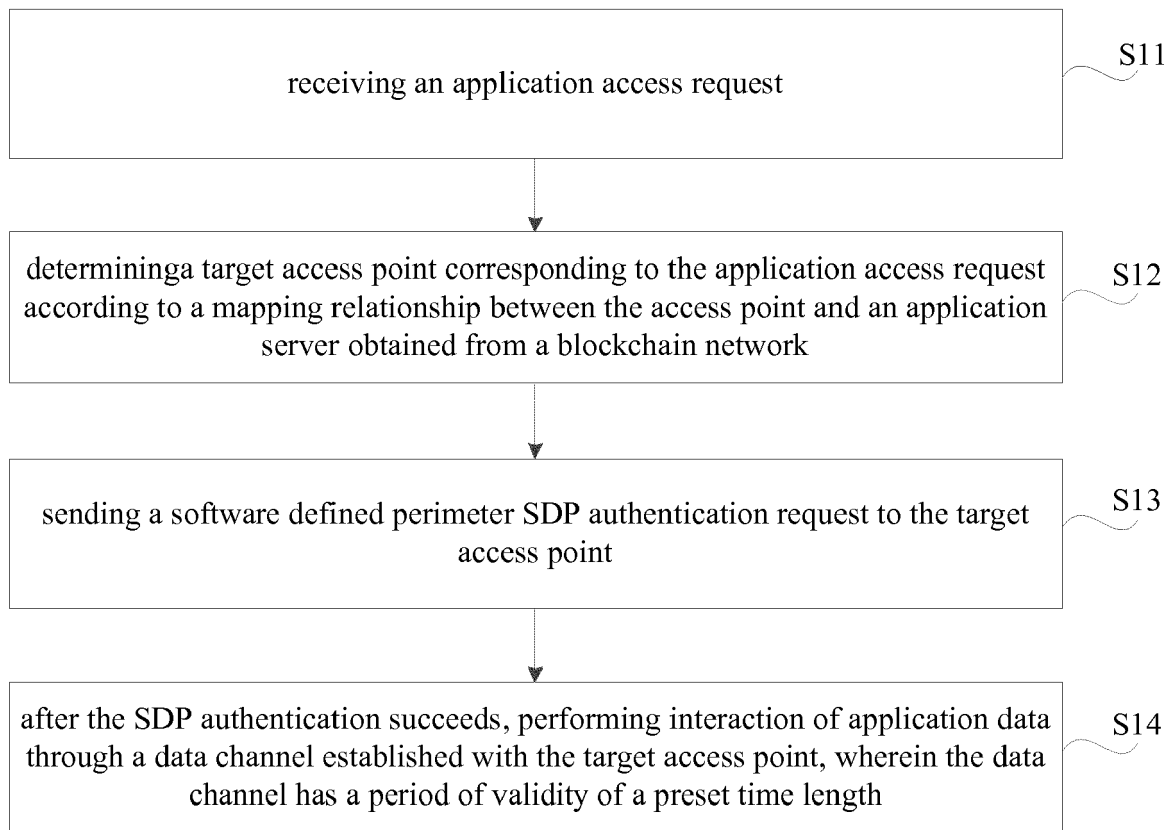 receiving an application access request
S11
determininga target access point corresponding to the application access request
according to a mapping relationship between the access point and an application
server obtained from a blockchain network
S12
sending a software defined perimeter SDP authentication request to the target
access point
S13
after the SDP authentication succeeds, performing interaction of application data
through a data channel established with the target access point, wherein the data
channel has a period of validity of a preset time length
S14